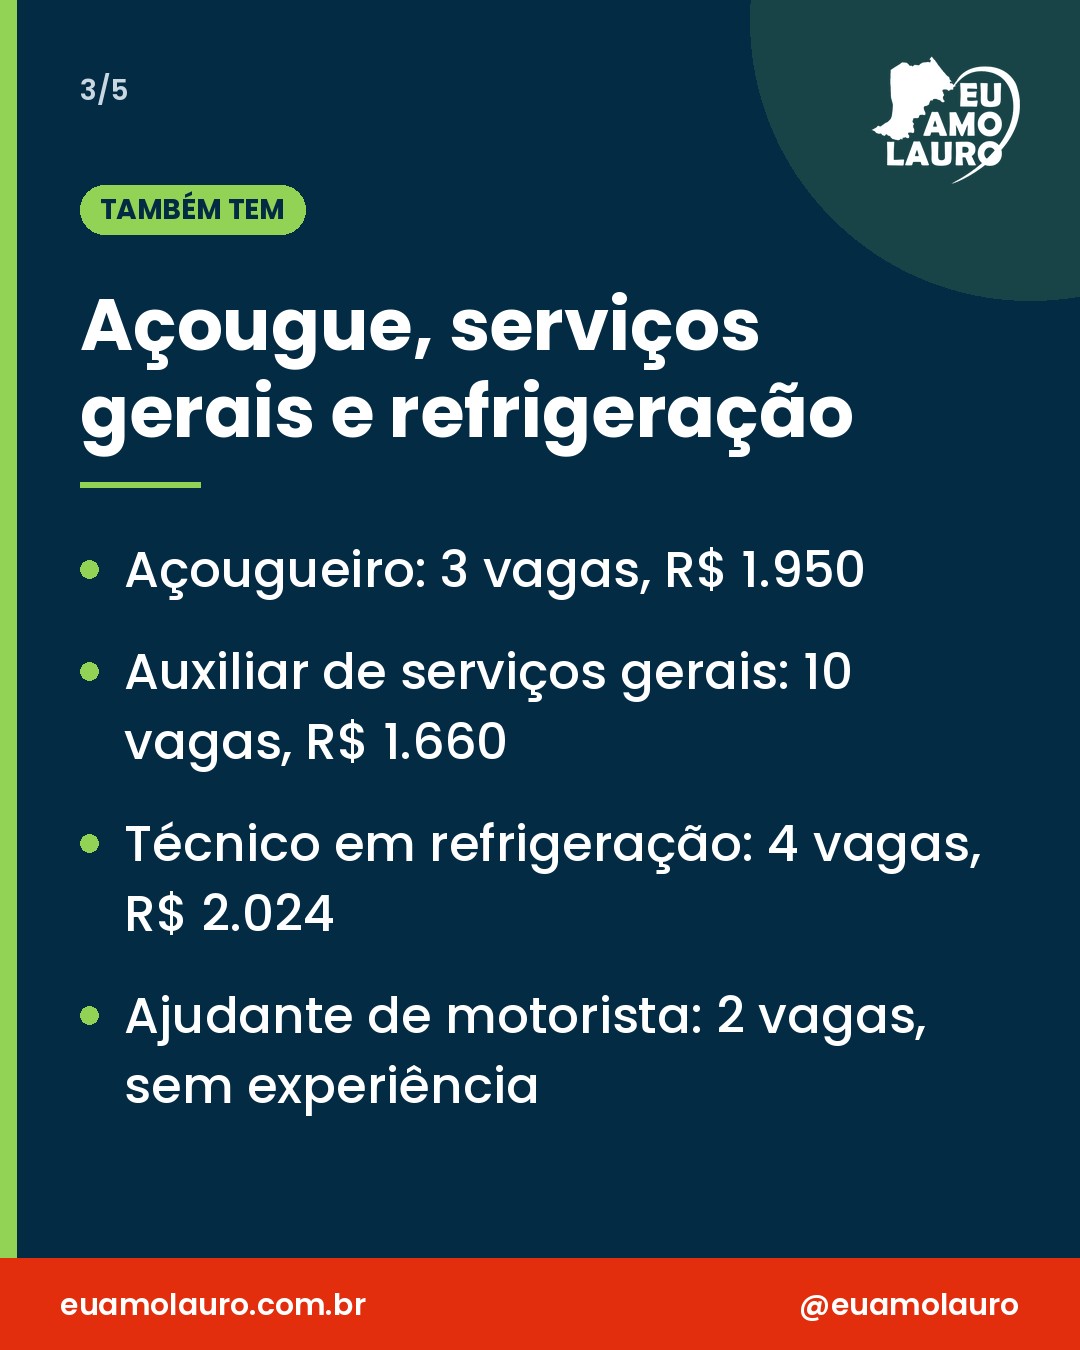 3/5
EU
AMO
LAURO
TAMBÉM TEM
Açougue, serviços
gerais e refrigeração
Açougueiro: 3 vagas, R$ 1.950
Auxiliar de serviços gerais: 10
vagas, R$ 1.660
Técnico em refrigeração: 4 vagas,
R$ 2.024
Ajudante de motorista: 2 vagas,
sem experiência
euamolauro.com.br
@euamolauro